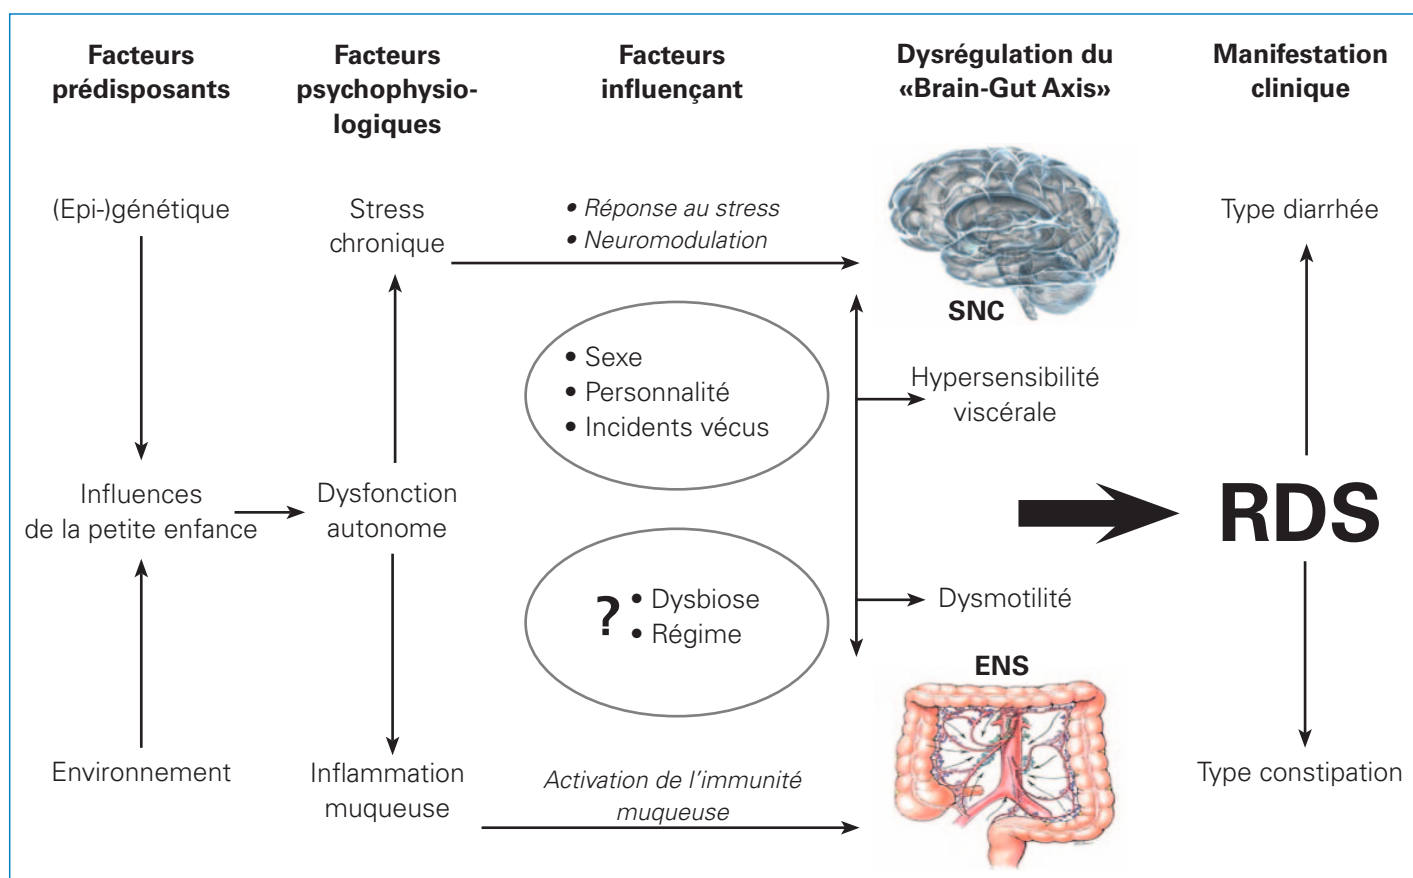 Facteurs
prédisposants
Facteurs
psychophysio-
logiques
Facteurs
influençant
Dysrégulation du
«Brain-Gut Axis»
Manifestation
clinique
(Epi-)génétique
Influences
de la petite enfance
Environnement
Stress
chronique
Dysfonction
autonome
Inflammation
muqueuse
• Réponse au stress
• Neuromodulation
• Sexe
• Personnalité
• Incidents vécus
?
• Dysbiose
• Régime
Activation de l’immunité
muqueuse
SNC
Hypersensibilité
viscérale
Dysmotilité
ENS
Type diarrhée
RDS
Type constipation